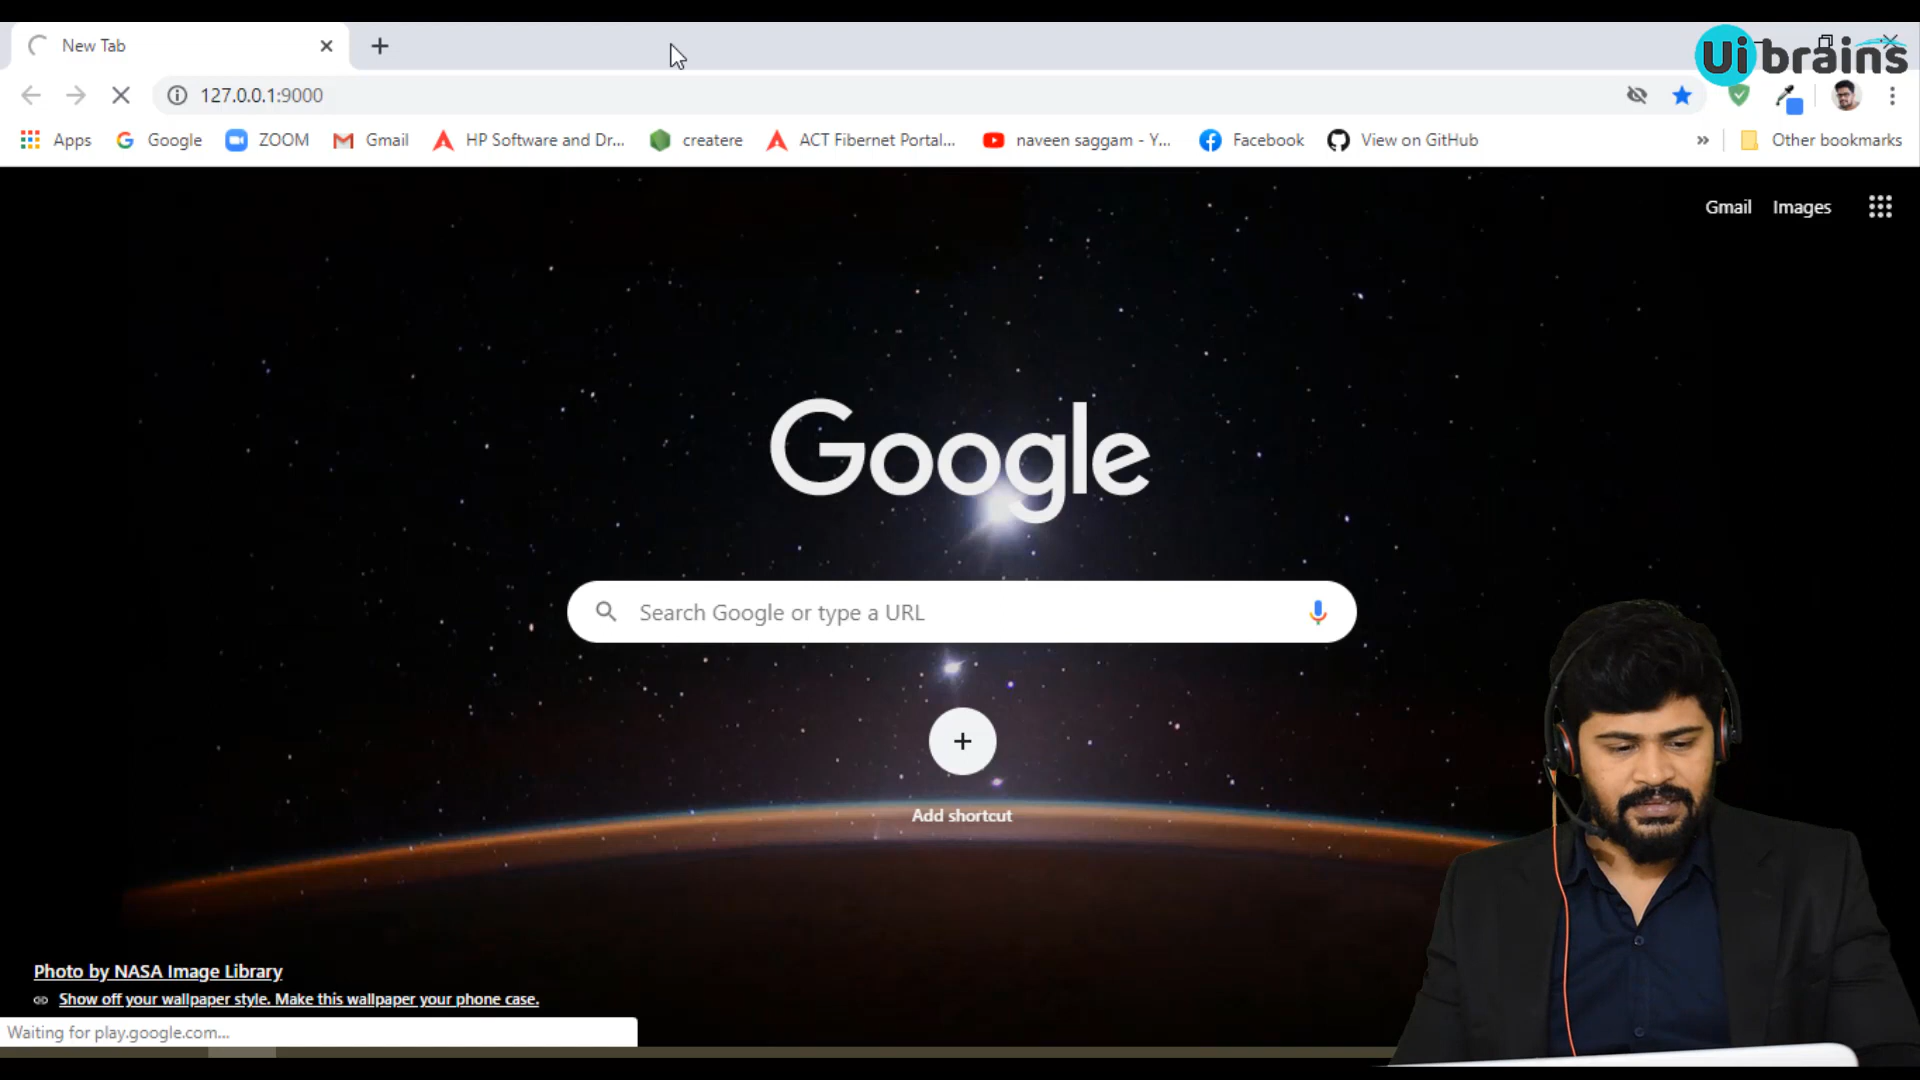 New Tab
Ui brains
127.0.0.1:9000
Apps
Google
ZOOM
Gmail
HP Software and Dr...
createre
ACT Fibernet Portal...
naveen saggam - Y...
Facebook
View on GitHub
»
Other bookmarks
Gmail
Images
Google
Search Google or type a URL
Add shortcut
Photo by NASA Image Library
Show off your wallpaper style. Make this wallpaper your phone case.
Waiting for play.google.com...